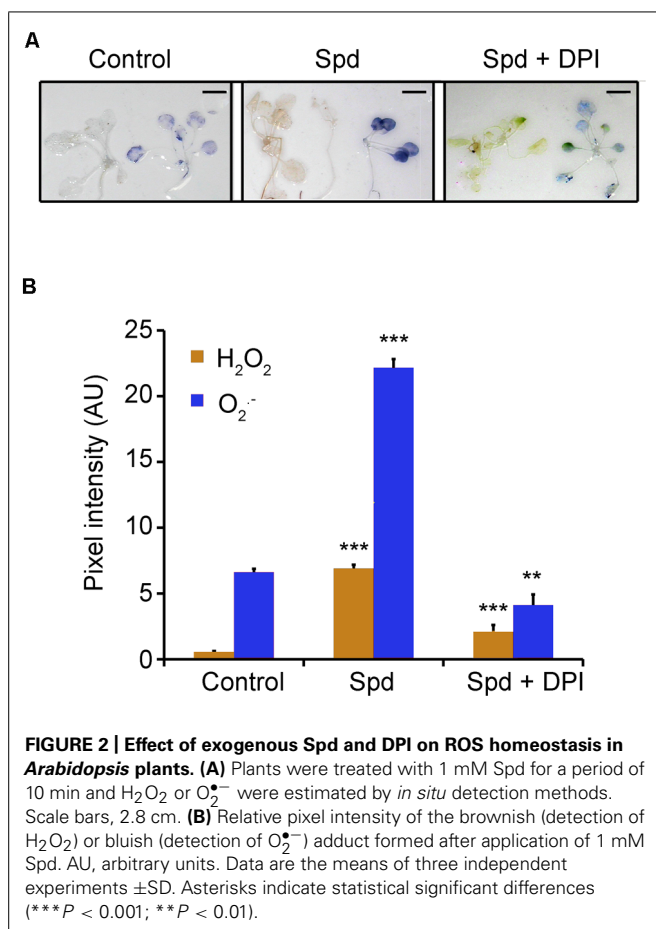 A
Control Spd Spd + DPI
B
25
20
15
10
5
0
Pixel intensity (AU)
H₂O₂
O₂·-
***
***
***
**
Control Spd Spd + DPI
FIGURE 2 | Effect of exogenous Spd and DPI on ROS homeostasis in
Arabidopsis plants. (A) Plants were treated with 1 mM Spd for a period of
10 min and H₂O₂ or O₂•− were estimated by in situ detection methods.
Scale bars, 2.8 cm. (B) Relative pixel intensity of the brownish (detection of
H₂O₂) or bluish (detection of O₂•−) adduct formed after application of 1 mM
Spd. AU, arbitrary units. Data are the means of three independent
experiments ±SD. Asterisks indicate statistical significant differences
(***P < 0.001; **P < 0.01).